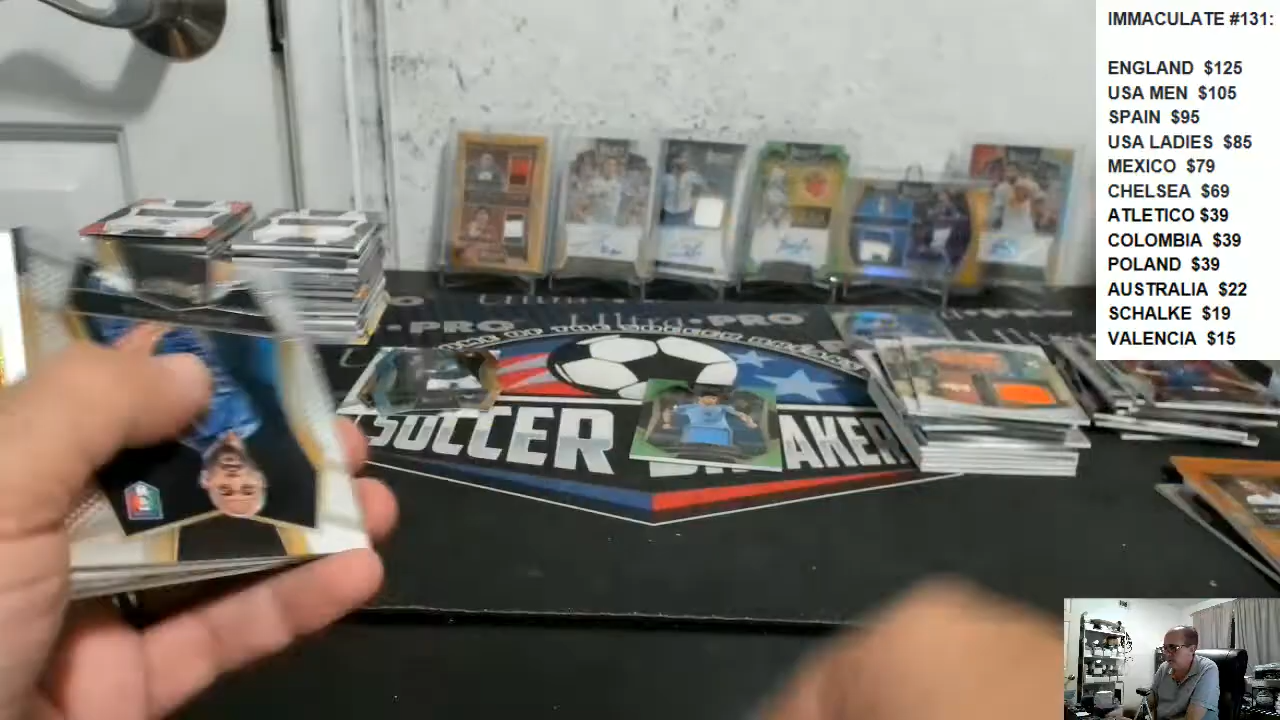 IMMACULATE #131:
ENGLAND $125
USA MEN $105
SPAIN $95
USA LADIES $85
MEXICO $79
CHELSEA $69
ATLETICO $39
COLOMBIA $39
POLAND $39
AUSTRALIA $22
SCHALKE $19
VALENCIA $15
PRO Ultra PRO
SOCCER AKER